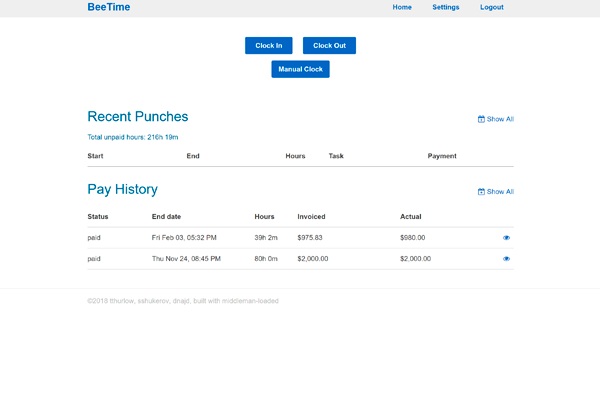 BeeTime Home Settings Logout
Clock In Clock Out
Manual Clock
Recent Punches Show All
Total unpaid hours: 216h 19m
Start End Hours Task Payment
Pay History Show All
Status End date Hours Invoiced Actual
paid Fri Feb 03, 05:32 PM 39h 2m $975.83 $980.00
paid Thu Nov 24, 08:45 PM 80h 0m $2,000.00 $2,000.00
©2016 tthurlow, sshukerov, dnajd, built with middleman-loaded